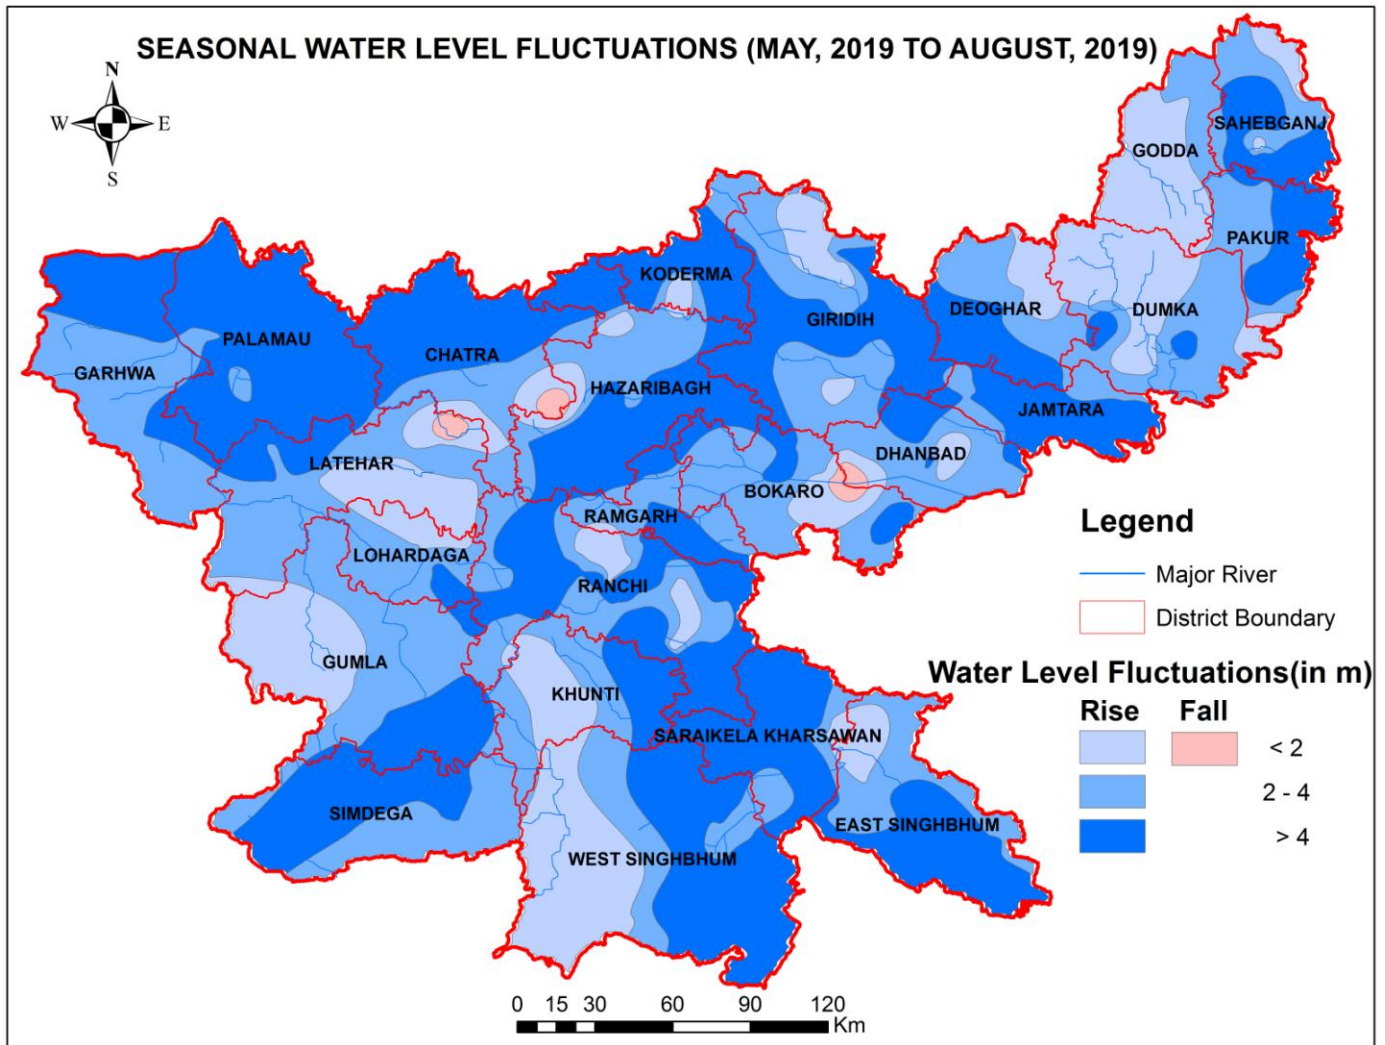 SEASONAL WATER LEVEL FLUCTUATIONS (MAY, 2019 TO AUGUST, 2019)
N
W E
S
SAHEBGANJ
GODDA
PAKUR
KODERMA
DEOGHAR
DUMKA
GIRIDIH
PALAMAU
CHATRA
GARHWA
HAZARIBAGH
JAMTARA
LATEHAR
DHANBAD
BOKARO
RAMGARH
LOHARDAGA
RANCHI
GUMLA
KHUNTI
SARAIKELA KHARSAWAN
SIMDEGA
EAST SINGHBHUM
WEST SINGHBHUM
Legend
Major River
District Boundary
Water Level Fluctuations(in m)
Rise Fall
< 2
2 - 4
> 4
0 15 30 60 90 120
Km